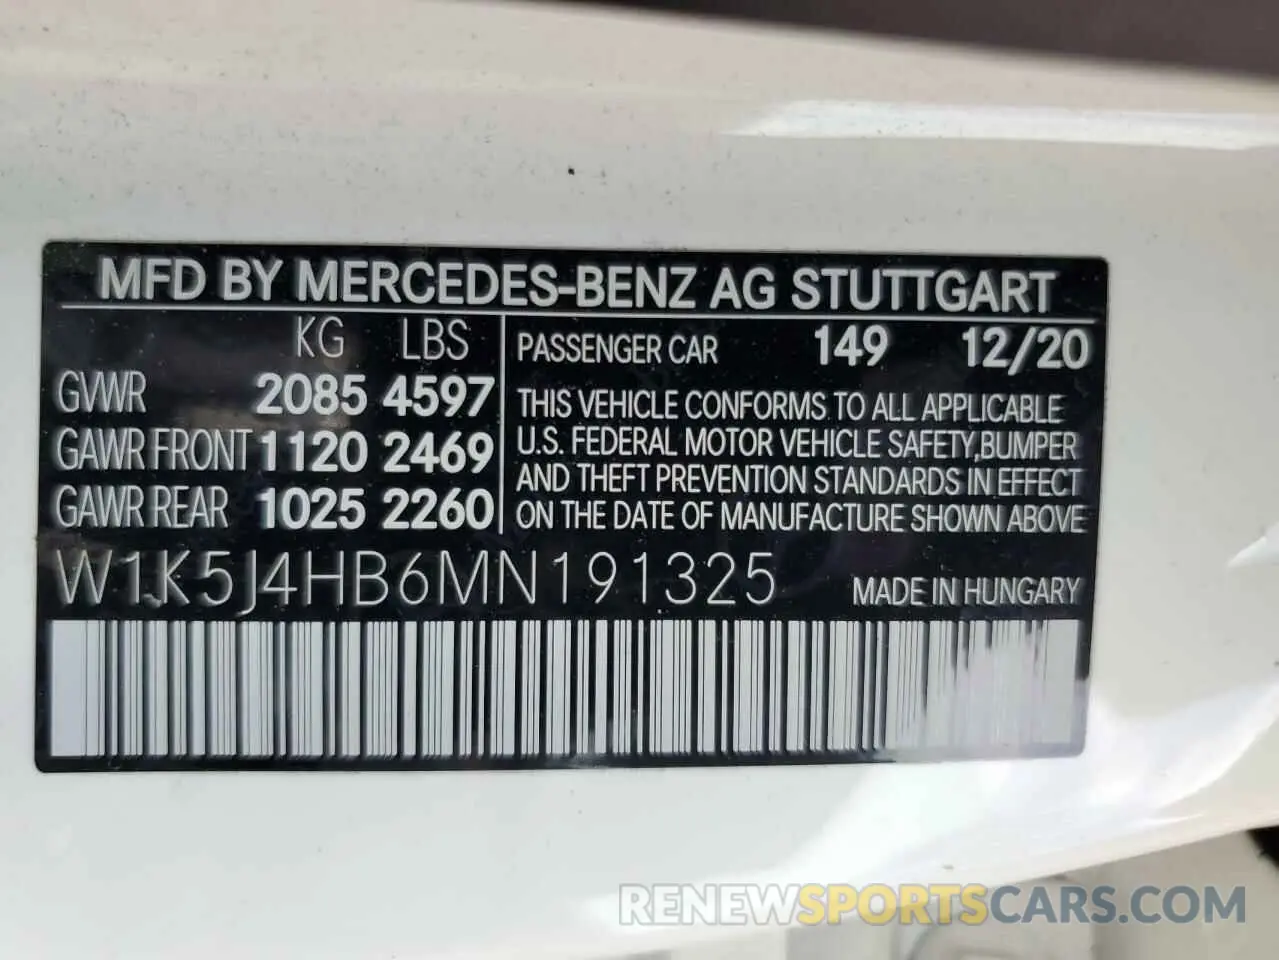 MFD BY MERCEDES-BENZ AG STUTTGART
KG LBS
GVWR 2085 4597
GAWR FRONT 1120 2469
GAWR REAR 1025 2260
PASSENGER CAR 149 12/20
THIS VEHICLE CONFORMS TO ALL APPLICABLE
U.S. FEDERAL MOTOR VEHICLE SAFETY, BUMPER
AND THEFT PREVENTION STANDARDS IN EFFECT
ON THE DATE OF MANUFACTURE SHOWN ABOVE
W1K5J4HB6MN191325 MADE IN HUNGARY
RENEWSPORTSCARS.COM